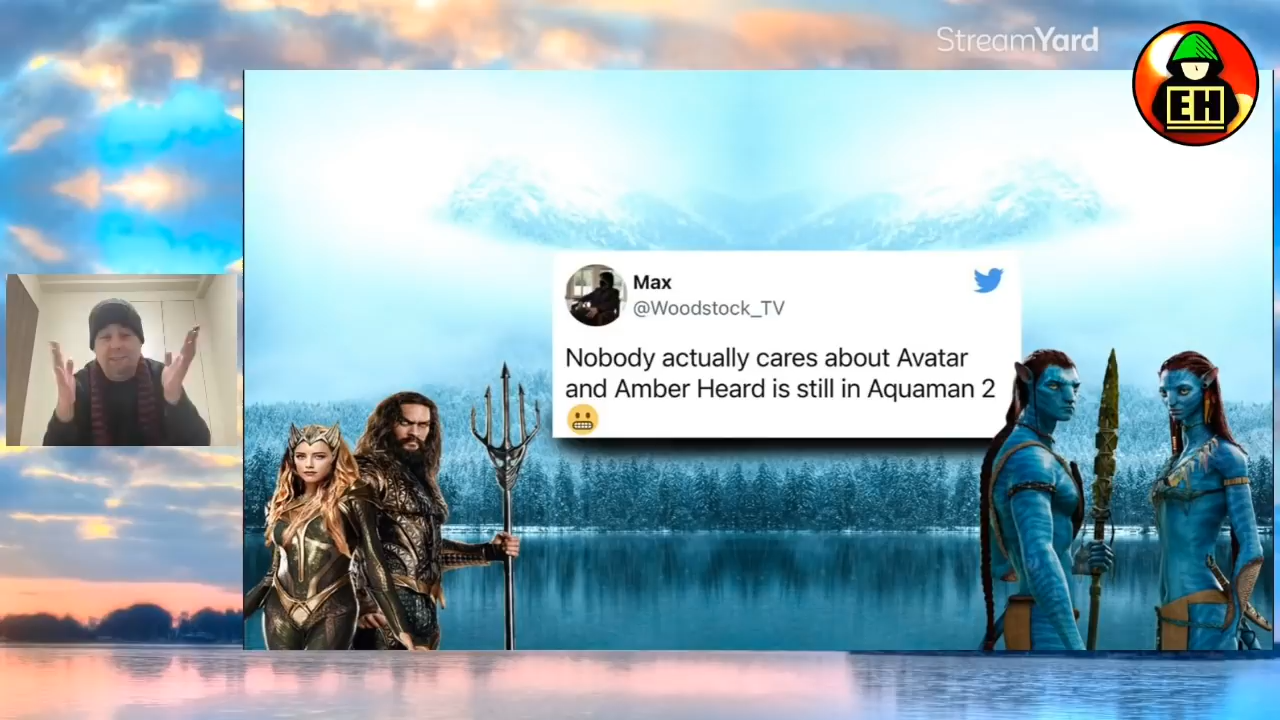 StreamYard
EH
Max
@Woodstock_TV
Nobody actually cares about Avatar
and Amber Heard is still in Aquaman 2
😬